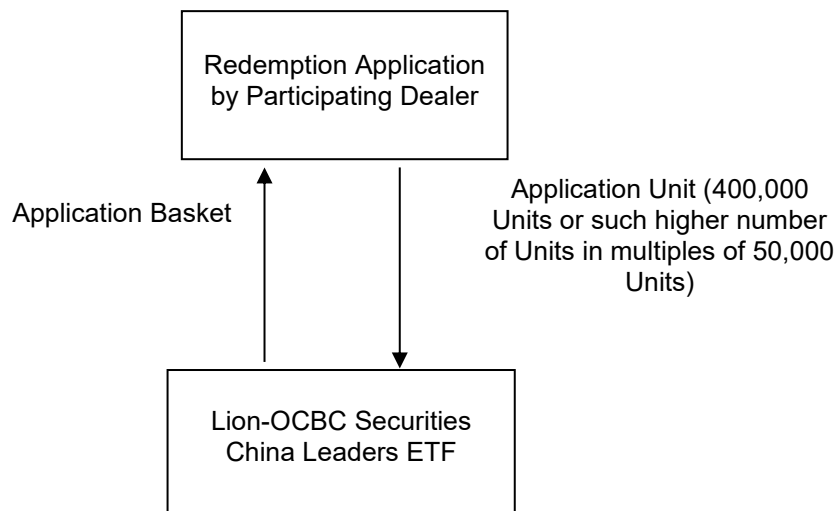 Redemption Application
by Participating Dealer
Application Basket
Application Unit (400,000
Units or such higher number
of Units in multiples of 50,000
Units)
Lion-OCBC Securities
China Leaders ETF